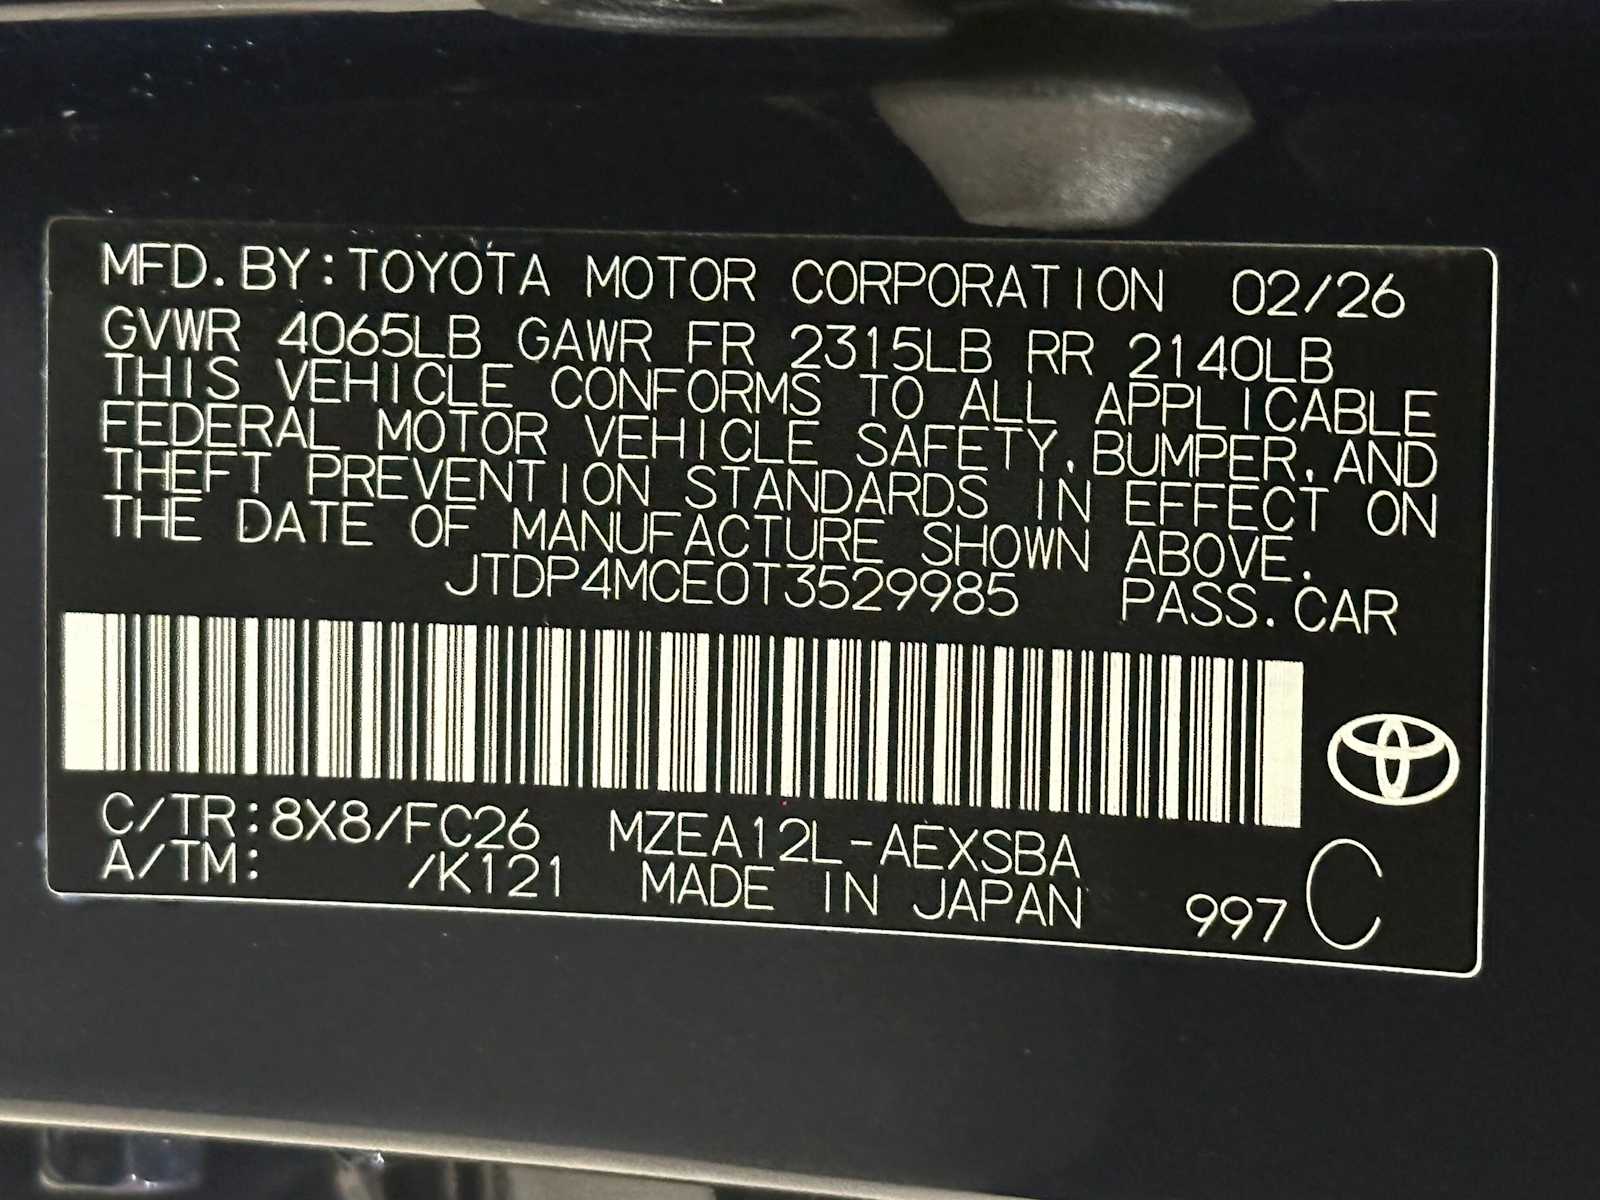 MFD. BY: TOYOTA MOTOR CORPORATION 02/26
GVWR 4065LB GAWR FR 2315LB RR 2140LB
THIS VEHICLE CONFORMS TO ALL APPLICABLE
FEDERAL MOTOR VEHICLE SAFETY, BUMPER, AND
THEFT PREVENTION STANDARDS IN EFFECT ON
THE DATE OF MANUFACTURE SHOWN ABOVE.
JTDP4MCE0T3529985 PASS. CAR
C/TR: 8X8/FC26 MZEA12L-AEXSBA
A/TM: /K121 MADE IN JAPAN 997 C